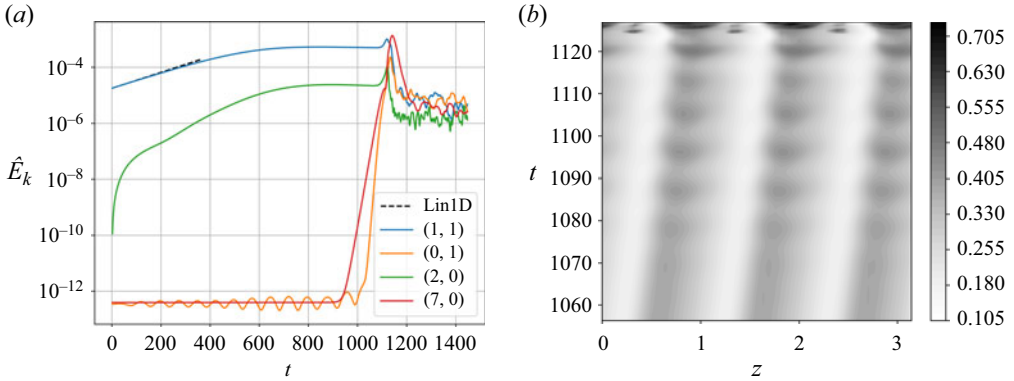 (a)
10⁻⁴
10⁻⁶
10⁻⁸
10⁻¹⁰
10⁻¹²
Êₖ
Lin1D
(1, 1)
(0, 1)
(2, 0)
(7, 0)
0 200 400 600 800 1000 1200 1400
t
(b)
1120
1110
1100
1090
1080
1070
1060
t
0 1 2 3
z
0.705
0.630
0.555
0.480
0.405
0.330
0.255
0.180
0.105